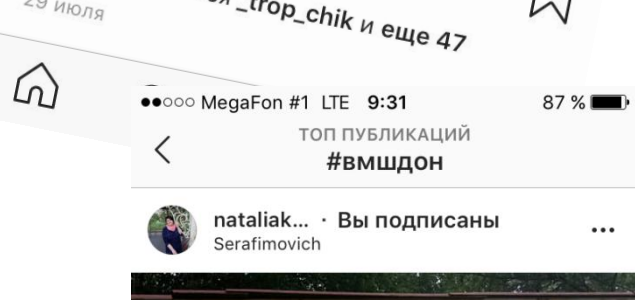 _trop_chik и еще 47
29 июля
MegaFon #1 LTE 9:31 87 %
ТОП ПУБЛИКАЦИЙ
#вмшдон
nataliak... · Вы подписаны
Serafimovich